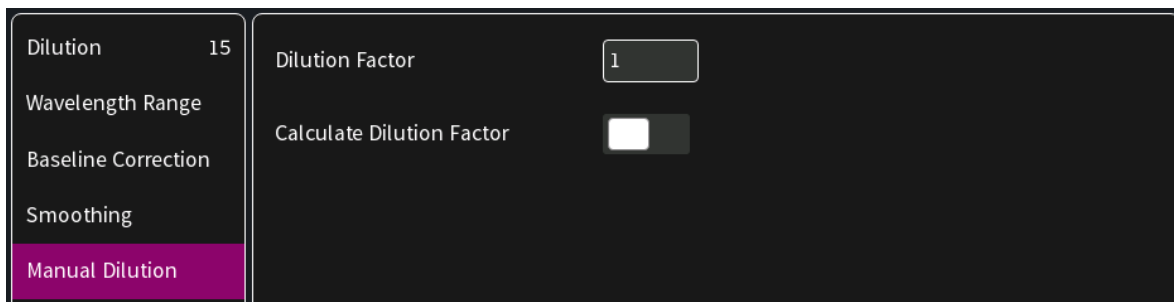 Dilution 15
Wavelength Range
Baseline Correction
Smoothing
Manual Dilution
Dilution Factor 1
Calculate Dilution Factor